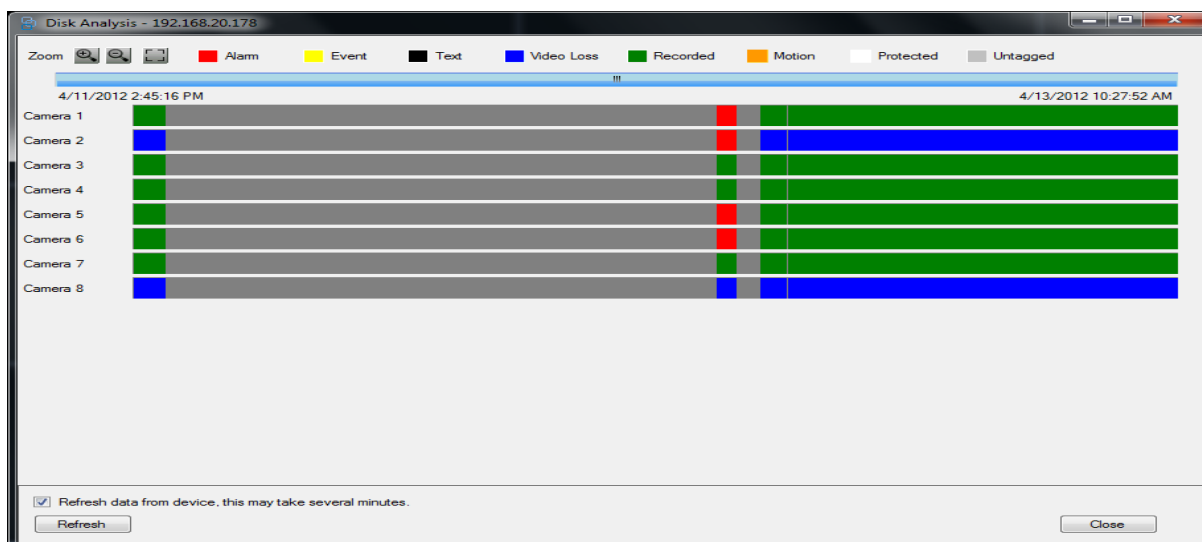 Disk Analysis - 192.168.20.178
Zoom Alarm Event Text Video Loss Recorded Motion Protected Untagged
4/11/2012 2:45:16 PM 4/13/2012 10:27:52 AM
Camera 1
Camera 2
Camera 3
Camera 4
Camera 5
Camera 6
Camera 7
Camera 8
Refresh data from device, this may take several minutes.
Refresh Close